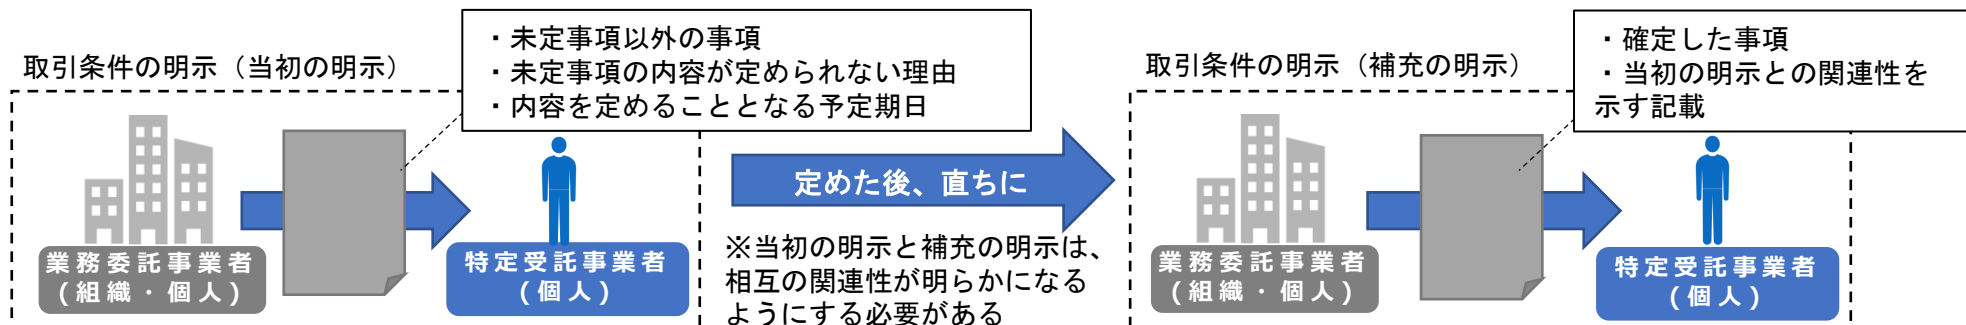 取引条件の明示（当初の明示）
・未定事項以外の事項
・未定事項の内容が定められない理由
・内容を定めることとなる予定期日
業務委託事業者
(組織・個人)
特定受託事業者
(個人)
定めた後、直ちに
※当初の明示と補充の明示は、
相互の関連性が明らかになる
ようにする必要がある
取引条件の明示（補充の明示）
・確定した事項
・当初の明示との関連性を
示す記載
業務委託事業者
(組織・個人)
特定受託事業者
(個人)